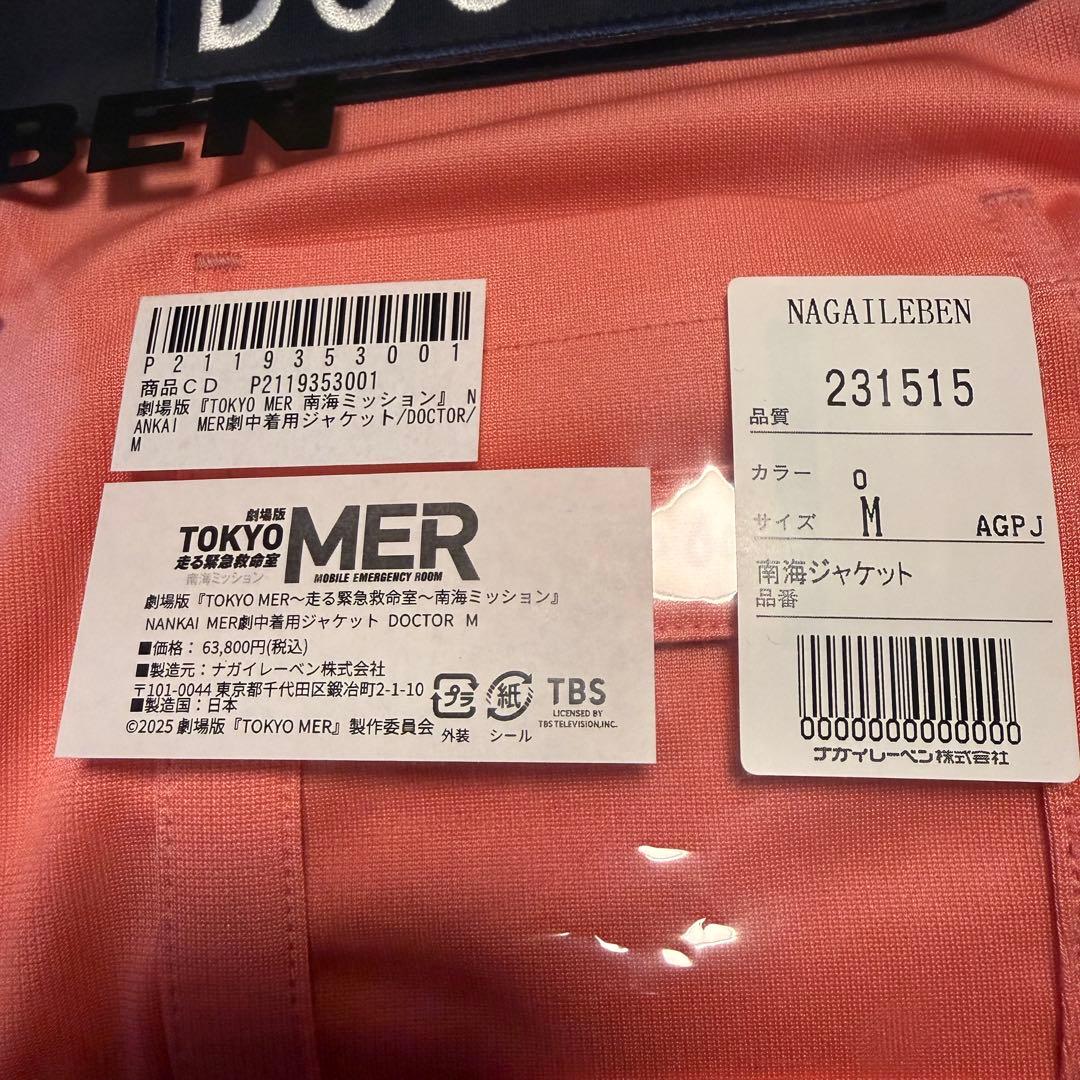 DOC
BEN
P2119353001
商品CD P2119353001
劇場版『TOKYO MER 南海ミッション』 N
ANKAI MER劇中着用ジャケット/DOCTOR/
M
劇場版
TOKYO MER
走る緊急救命室
南海ミッション
MOBILE EMERGENCY ROOM
劇場版『TOKYO MER～走る緊急救命室～南海ミッション』
NANKAI MER劇中着用ジャケット DOCTOR M
■価格： 63,800円(税込)
■製造元：ナガイレーベン株式会社
〒101-0044 東京都千代田区鍛冶町2-1-10
■製造国：日本
©2025 劇場版『TOKYO MER』製作委員会
プラ
外装
紙
シール
TBS
LICENSED BY
TBS TELEVISION, INC.
NAGAILEBEN
231515
品質
カラー O
サイズ M AGPJ
南海ジャケット
品番
0000000000000
ナガイレーベン株式会社